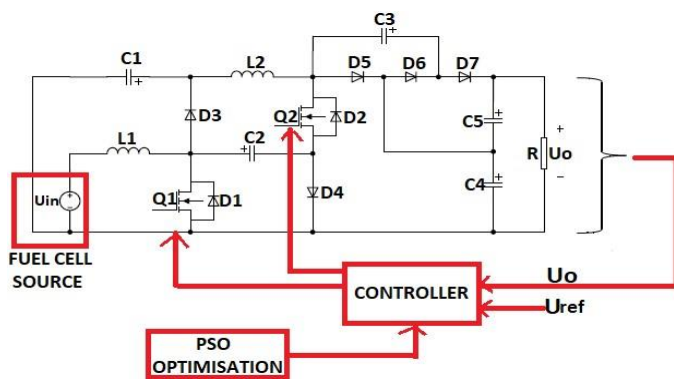 C3
C1
L2
D5
D6
D7
D3
Q2
D2
C5
L1
C2
R
Uo
Uin
Q1
D1
D4
C4
FUEL CELL
SOURCE
Uo
CONTROLLER
Uref
PSO
OPTIMISATION